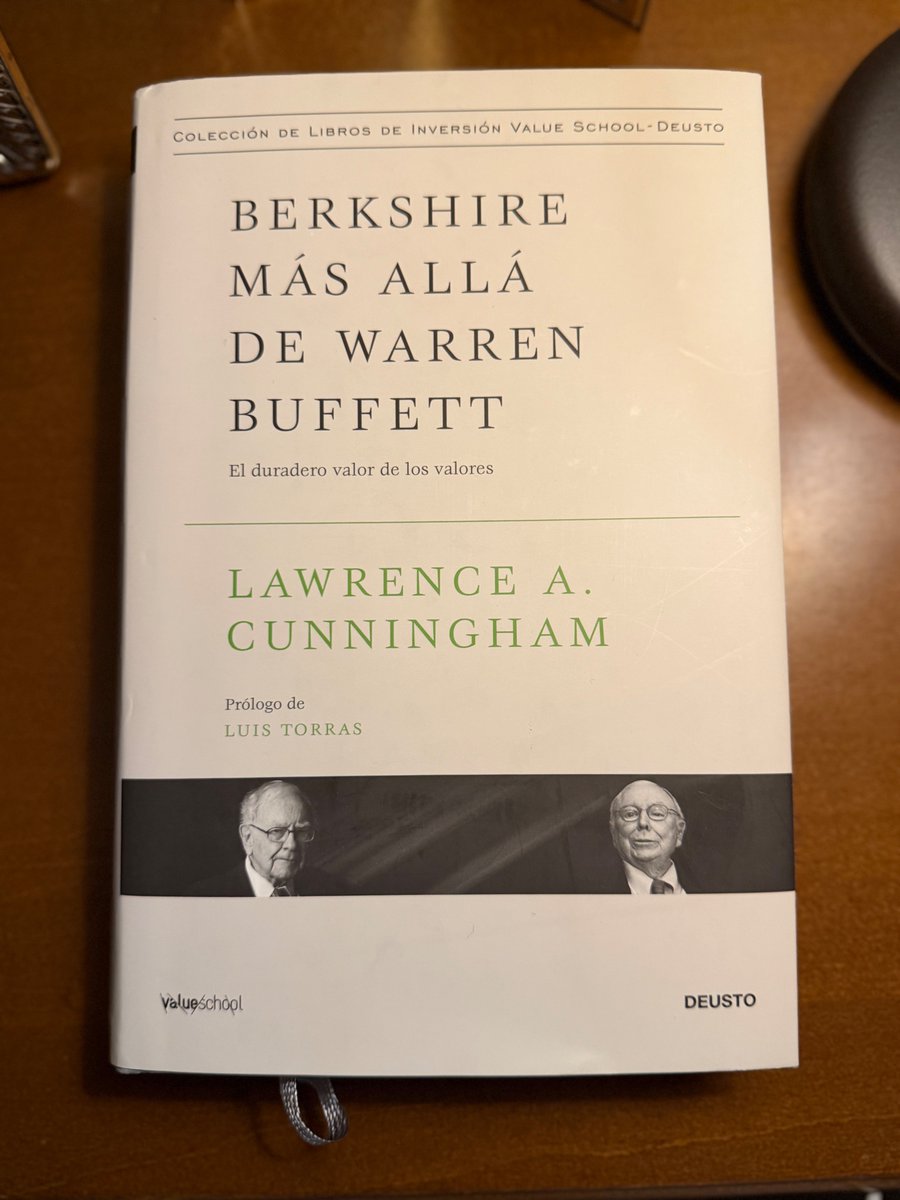 COLECCIÓN DE LIBROS DE INVERSIÓN VALUE SCHOOL-DEUSTO
BERKSHIRE
MÁS ALLÁ
DE WARREN
BUFFETT
El duradero valor de los valores
LAWRENCE A.
CUNNINGHAM
Prólogo de
LUIS TORRAS
valueschool
DEUSTO